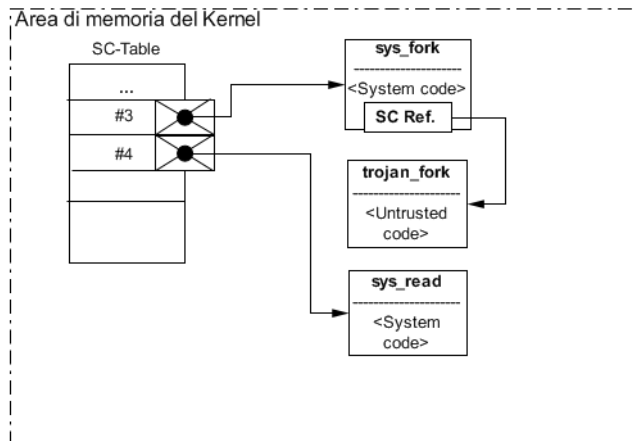 Area di memoria del Kernel
SC-Table
...
#3
#4
sys_fork
<System code>
SC Ref.
trojan_fork
<Untrusted
code>
sys_read
<System
code>